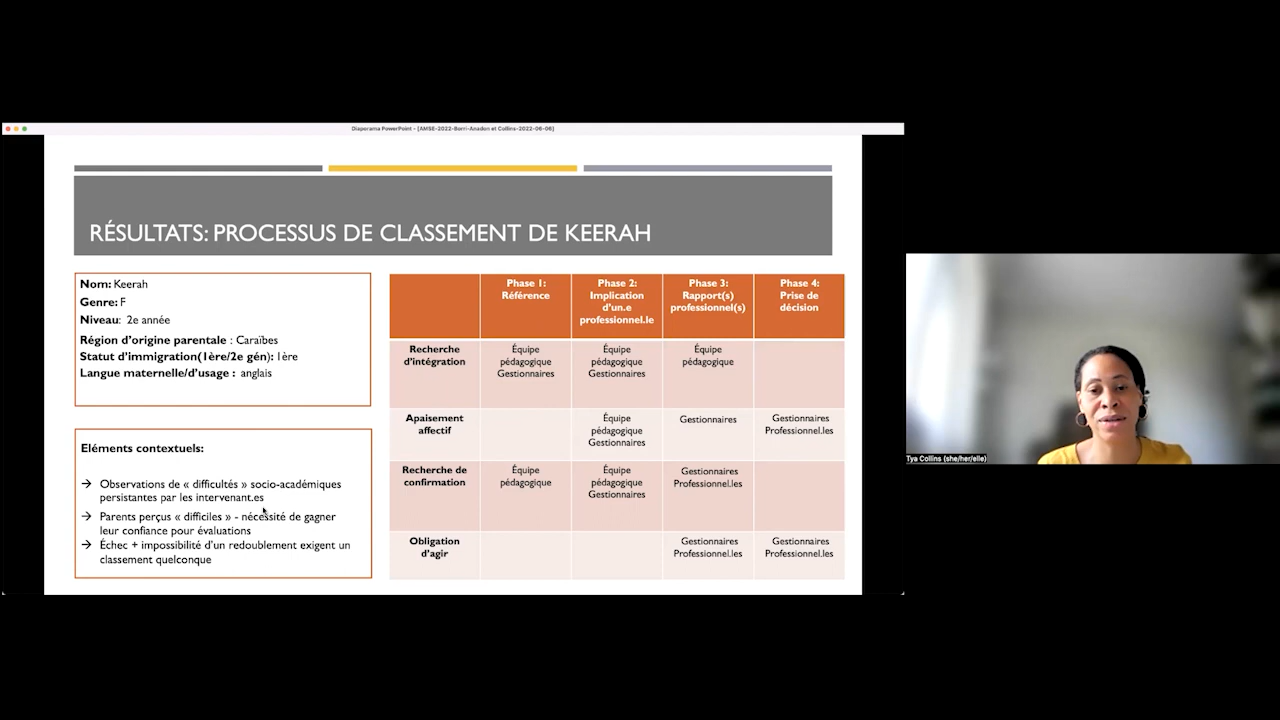 Diaporama PowerPoint - [AMSE-2022-Borri-Anadon et Collins-2022-06-06]
RÉSULTATS: PROCESSUS DE CLASSEMENT DE KEERAH
Nom: Keerah
Genre: F
Niveau: 2e année
Région d'origine parentale : Caraïbes
Statut d'immigration(1ère/2e gén): 1ère
Langue maternelle/d'usage : anglais
Eléments contextuels:
→ Observations de « difficultés » socio-académiques
persistantes par les intervenant.es
→ Parents perçus « difficiles » - nécessité de gagner
leur confiance pour évaluations
→ Échec + impossibilité d'un redoublement exigent un
classement quelconque
Phase 1:
Référence
Phase 2:
Implication
d'un.e
professionnel.le
Phase 3:
Rapport(s)
professionnel(s)
Phase 4:
Prise de
décision
Recherche
d'intégration
Équipe
pédagogique
Gestionnaires
Équipe
pédagogique
Gestionnaires
Équipe
pédagogique
Apaisement
affectif
Équipe
pédagogique
Gestionnaires
Gestionnaires
Gestionnaires
Professionnel.les
Recherche de
confirmation
Équipe
pédagogique
Équipe
pédagogique
Gestionnaires
Gestionnaires
Professionnel.les
Obligation
d'agir
Gestionnaires
Professionnel.les
Gestionnaires
Professionnel.les
Tya Collins (she/her/elle)